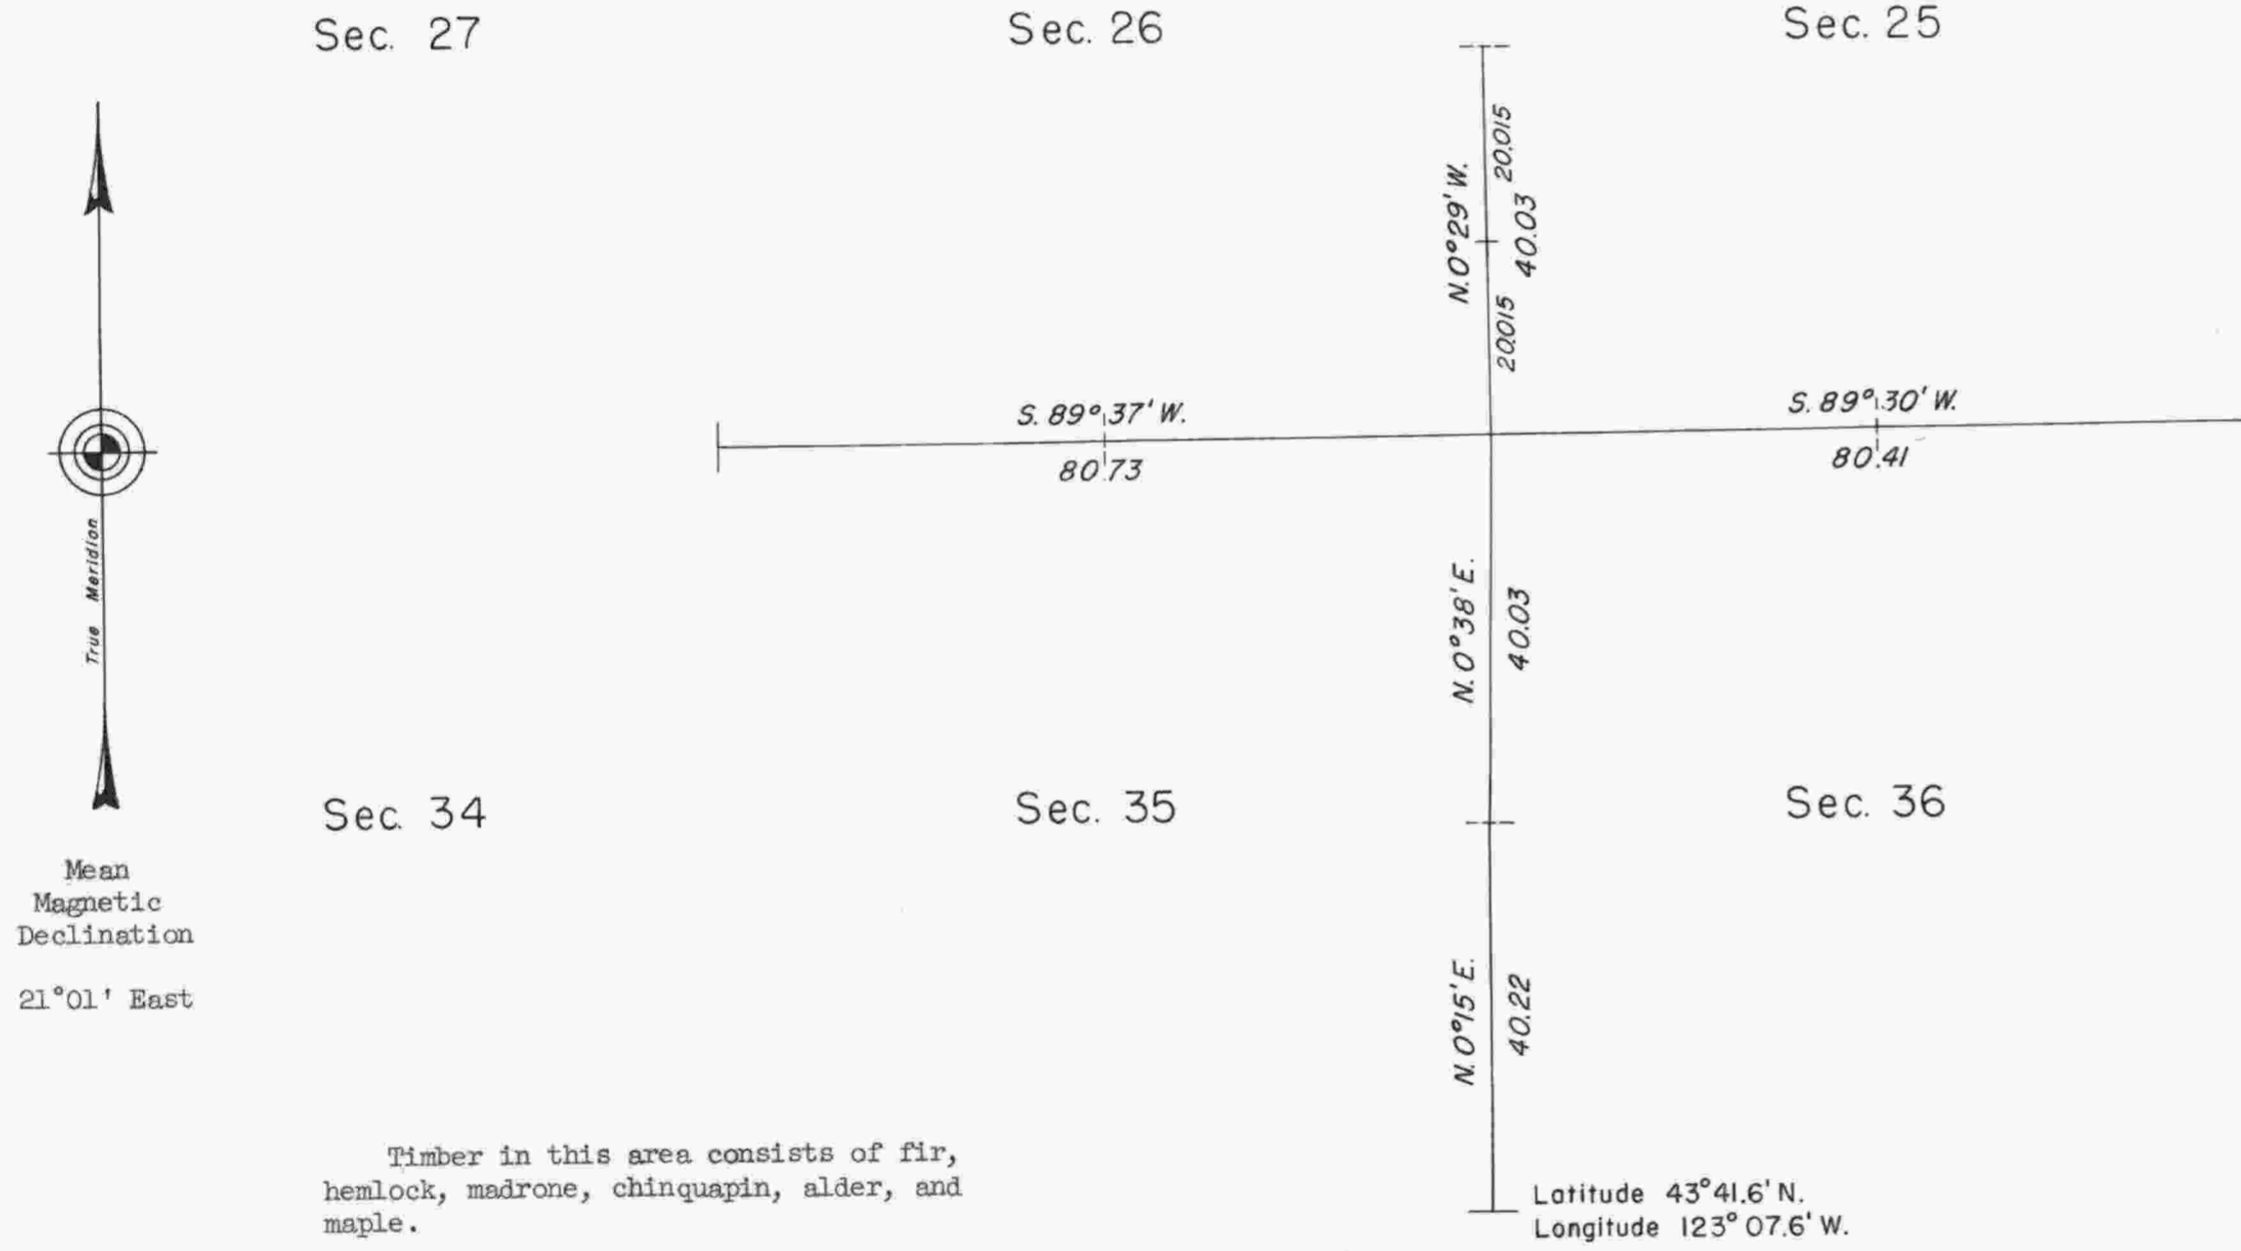 Sec. 27
Sec. 26
Sec. 25
N.0°29'W.
20.015
40.03
20.015
S. 89° 37' W.
80.73
S. 89° 30' W.
80.41
True Meridian
N. 0°38' E.
40.03
Sec. 34
Sec. 35
Sec. 36
Mean
Magnetic
Declination
21°01' East
N.0°15'E.
40.22
Timber in this area consists of fir,
hemlock, madrone, chinquapin, alder, and
maple.
Latitude 43°41.6' N.
Longitude 123° 07.6' W.